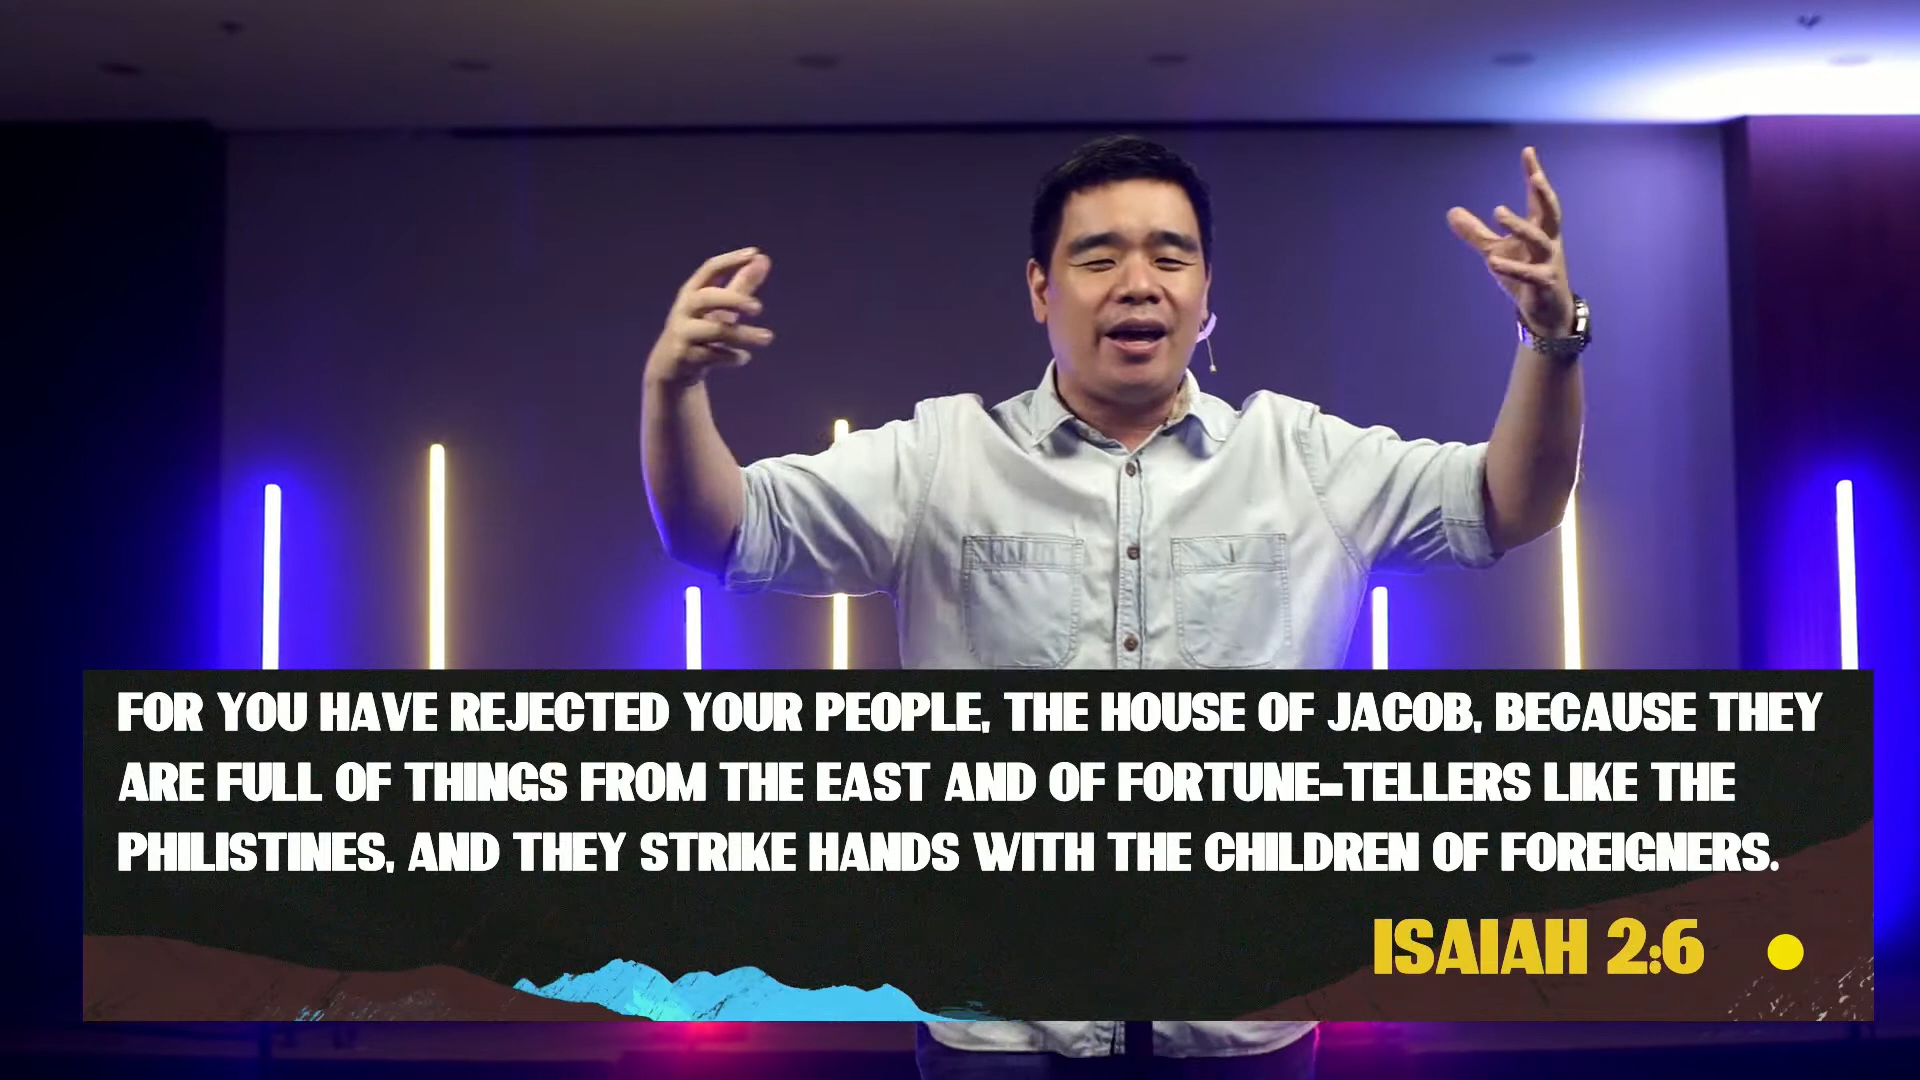 FOR YOU HAVE REJECTED YOUR PEOPLE, THE HOUSE OF JACOB, BECAUSE THEY
ARE FULL OF THINGS FROM THE EAST AND OF FORTUNE-TELLERS LIKE THE
PHILISTINES, AND THEY STRIKE HANDS WITH THE CHILDREN OF FOREIGNERS.
ISAIAH 2:6